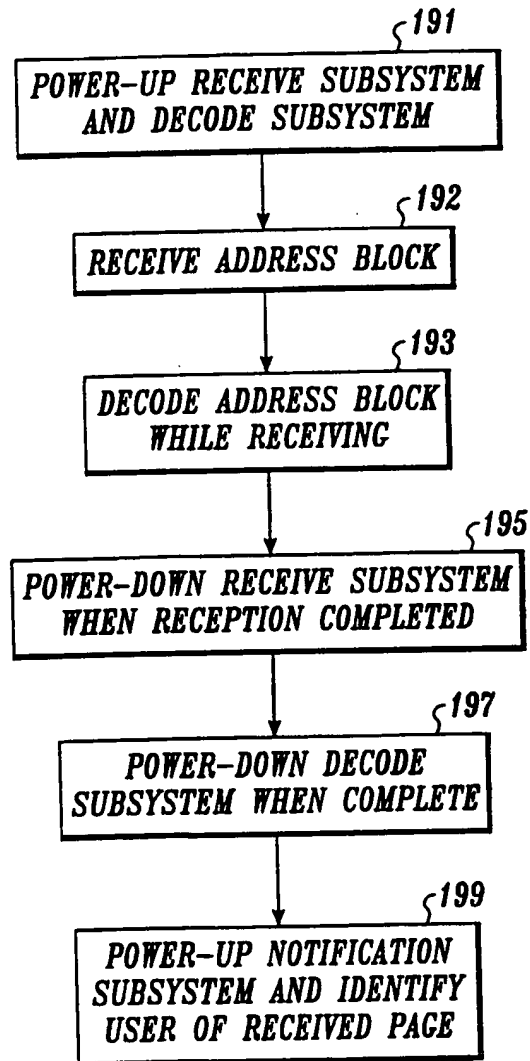 191
POWER-UP RECEIVE SUBSYSTEM
AND DECODE SUBSYSTEM
192
RECEIVE ADDRESS BLOCK
193
DECODE ADDRESS BLOCK
WHILE RECEIVING
195
POWER-DOWN RECEIVE SUBSYSTEM
WHEN RECEPTION COMPLETED
197
POWER-DOWN DECODE
SUBSYSTEM WHEN COMPLETE
199
POWER-UP NOTIFICATION
SUBSYSTEM AND IDENTIFY
USER OF RECEIVED PAGE